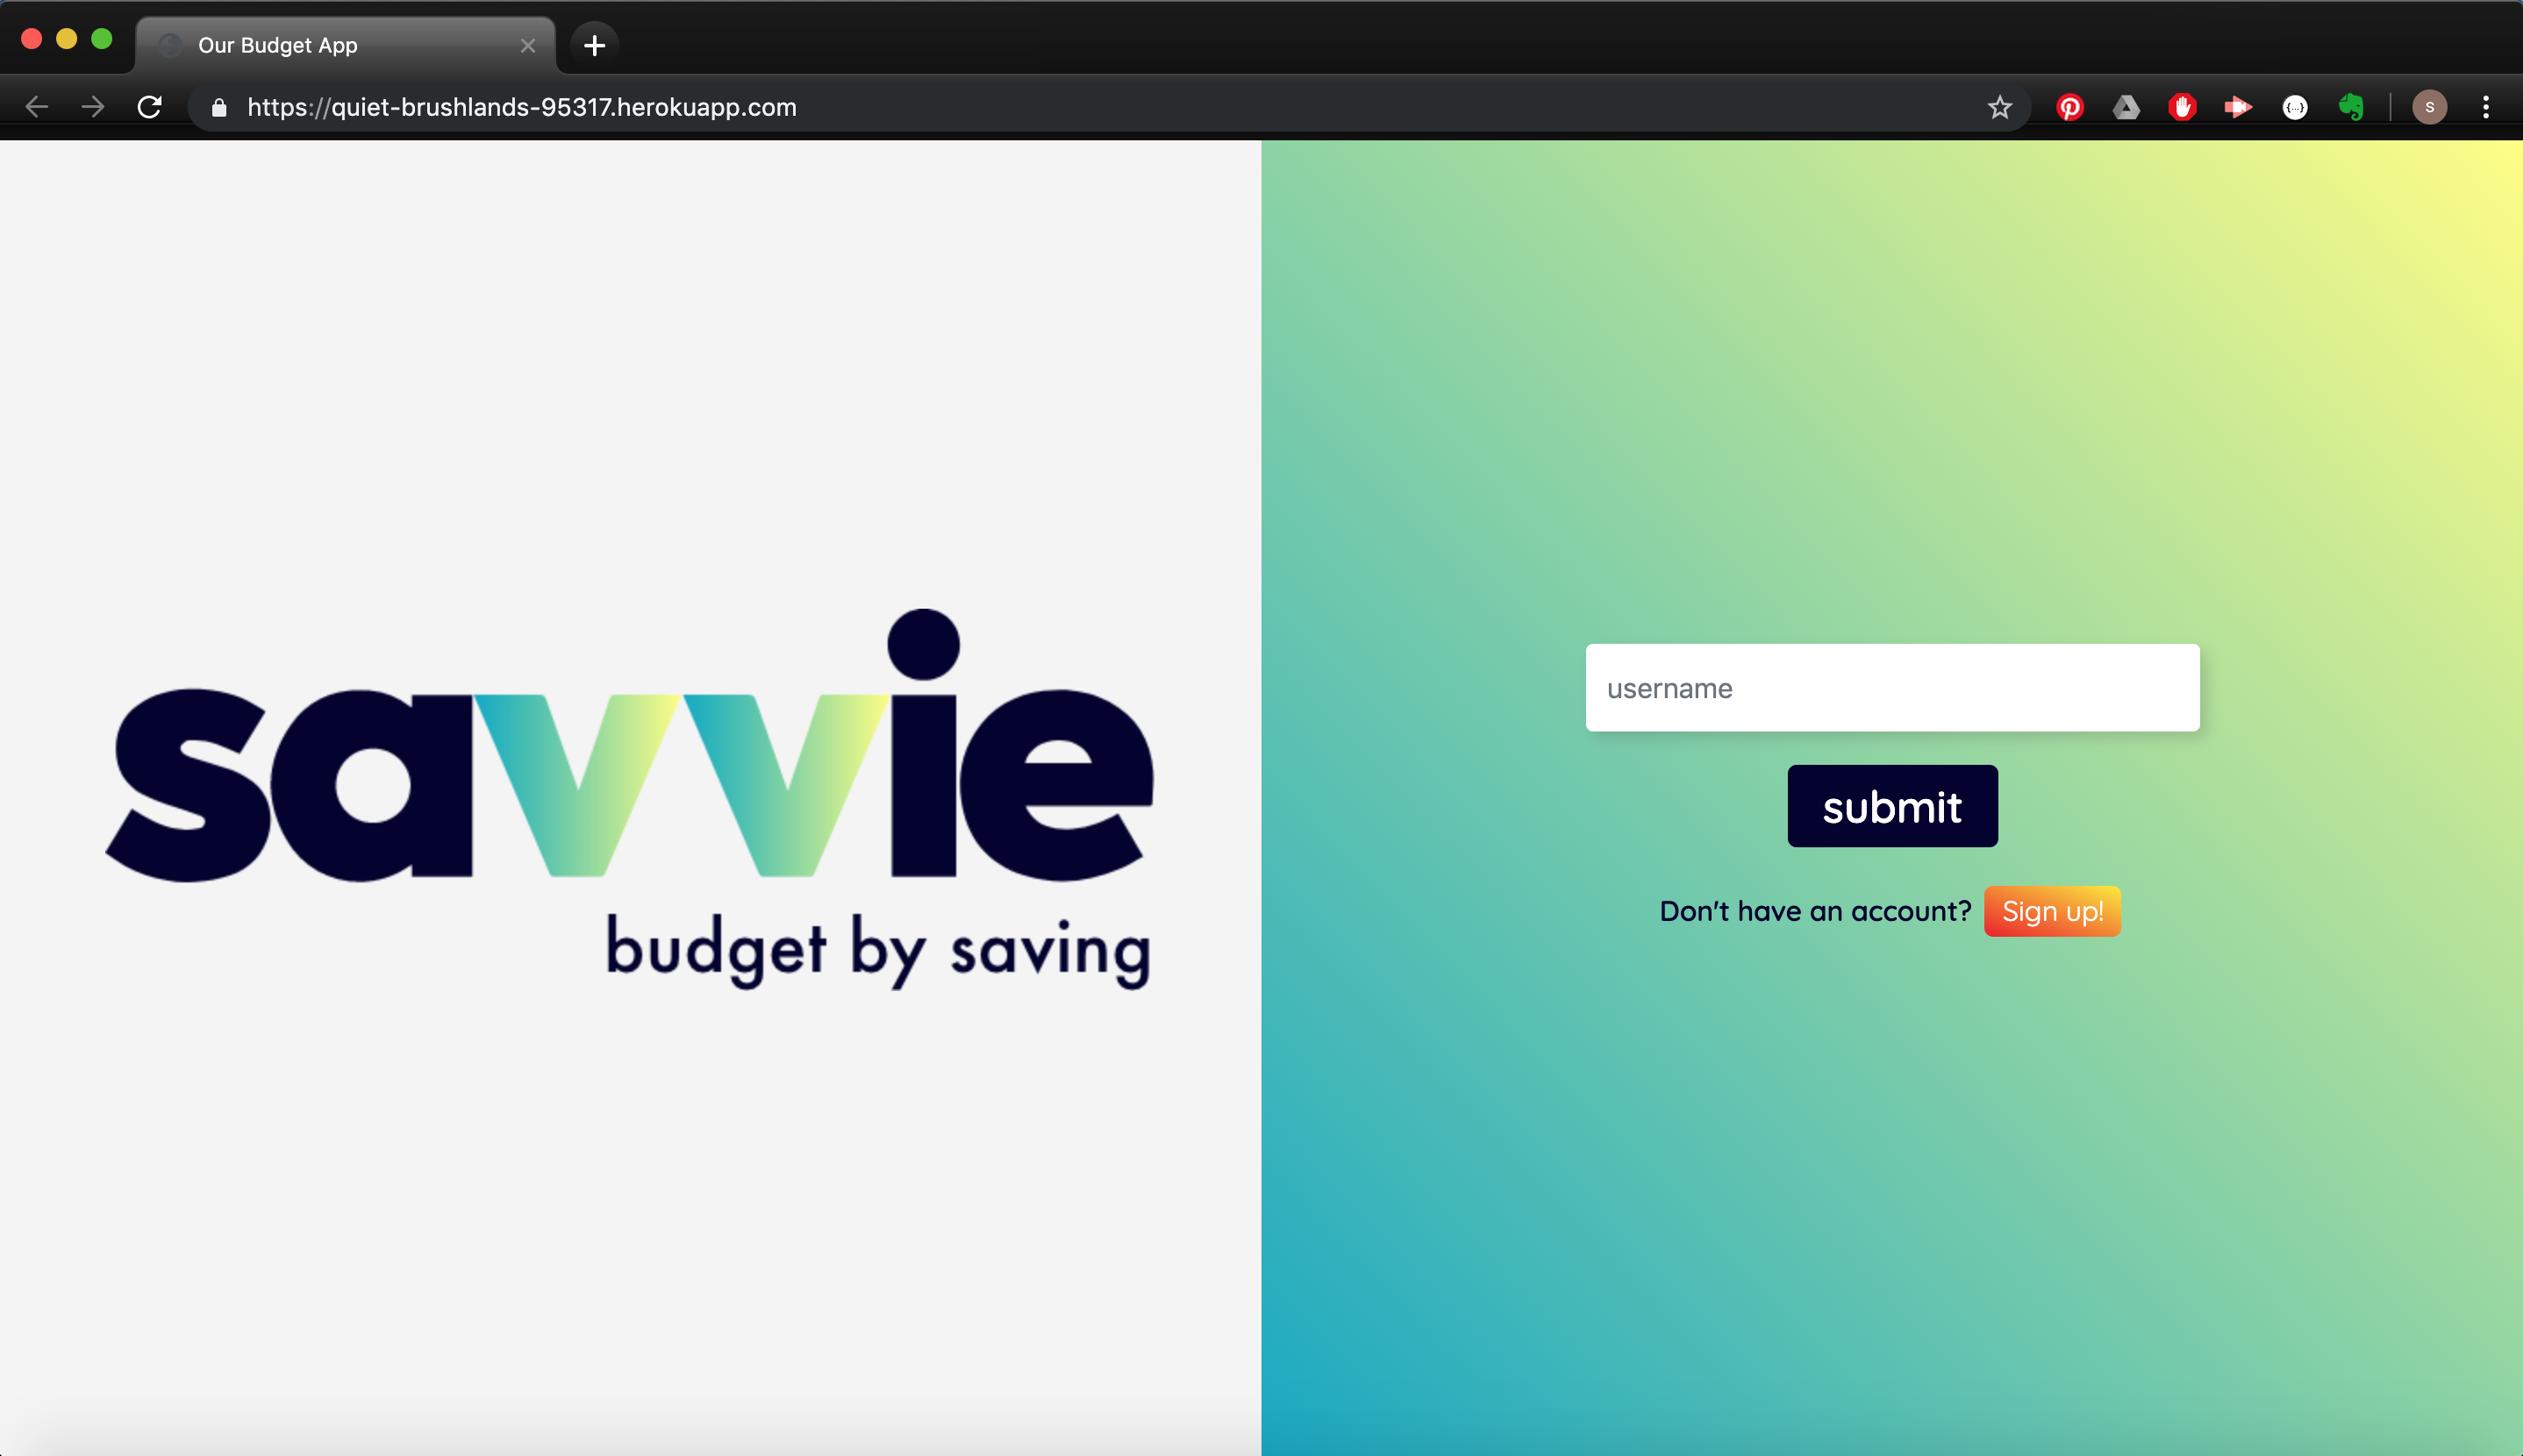 Our Budget App
https://quiet-brushlands-95317.herokuapp.com
{...}
s
savvie
budget by saving
username
submit
Don't have an account? Sign up!